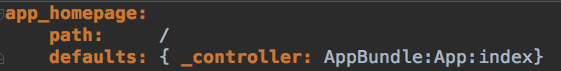 app_homepage:
    path:      /
    defaults: { _controller: AppBundle:App:index}